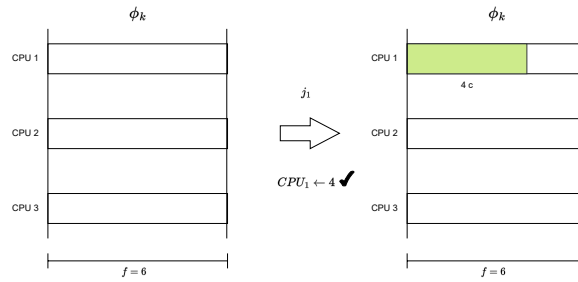 ϕ_k
CPU 1
CPU 2
CPU 3
f = 6
j_1
CPU_1 ← 4 ✔
ϕ_k
CPU 1
4 c
CPU 2
CPU 3
f = 6